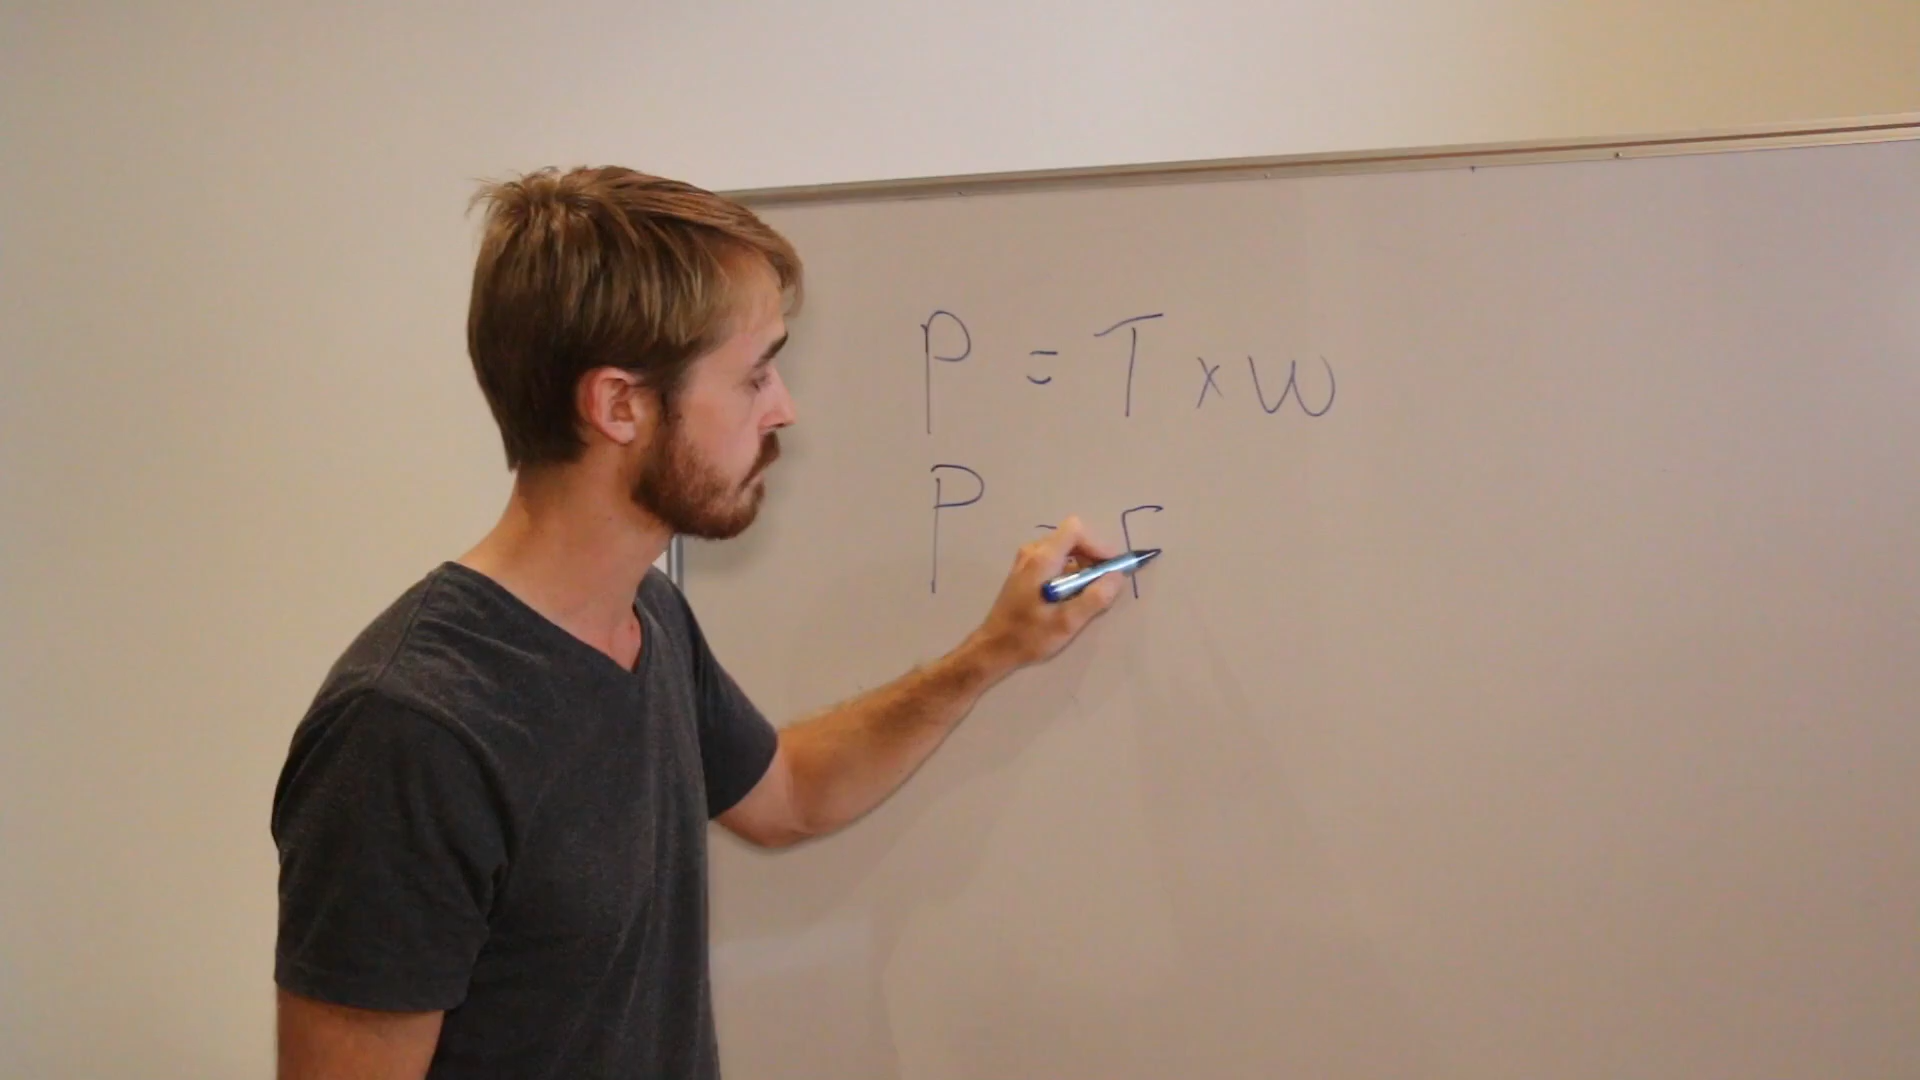 P = T x W
P = F